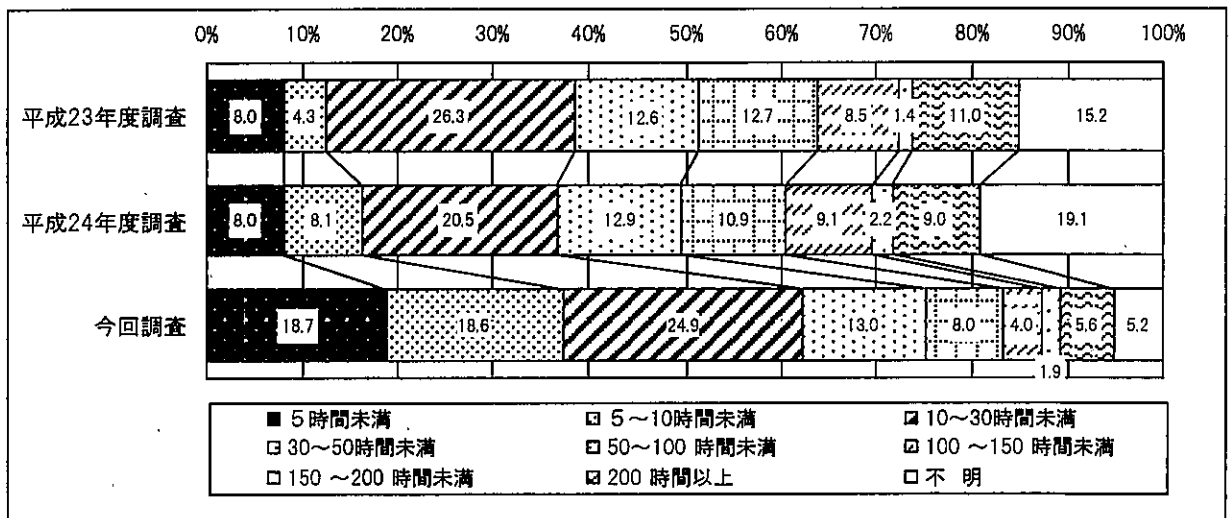 0% 10% 20% 30% 40% 50% 60% 70% 80% 90% 100%
平成23年度調査 8.0 4.3 26.3 12.6 12.7 8.5 1.4 11.0 15.2
平成24年度調査 8.0 8.1 20.5 12.9 10.9 9.1 2.2 9.0 19.1
今回調査 18.7 18.6 24.9 13.0 8.0 4.0 5.6 5.2
1.9
5時間未満 5~10時間未満 10~30時間未満
30~50時間未満 50~100 時間未満 100 ~150 時間未満
150 ~200 時間未満 200 時間以上 不 明